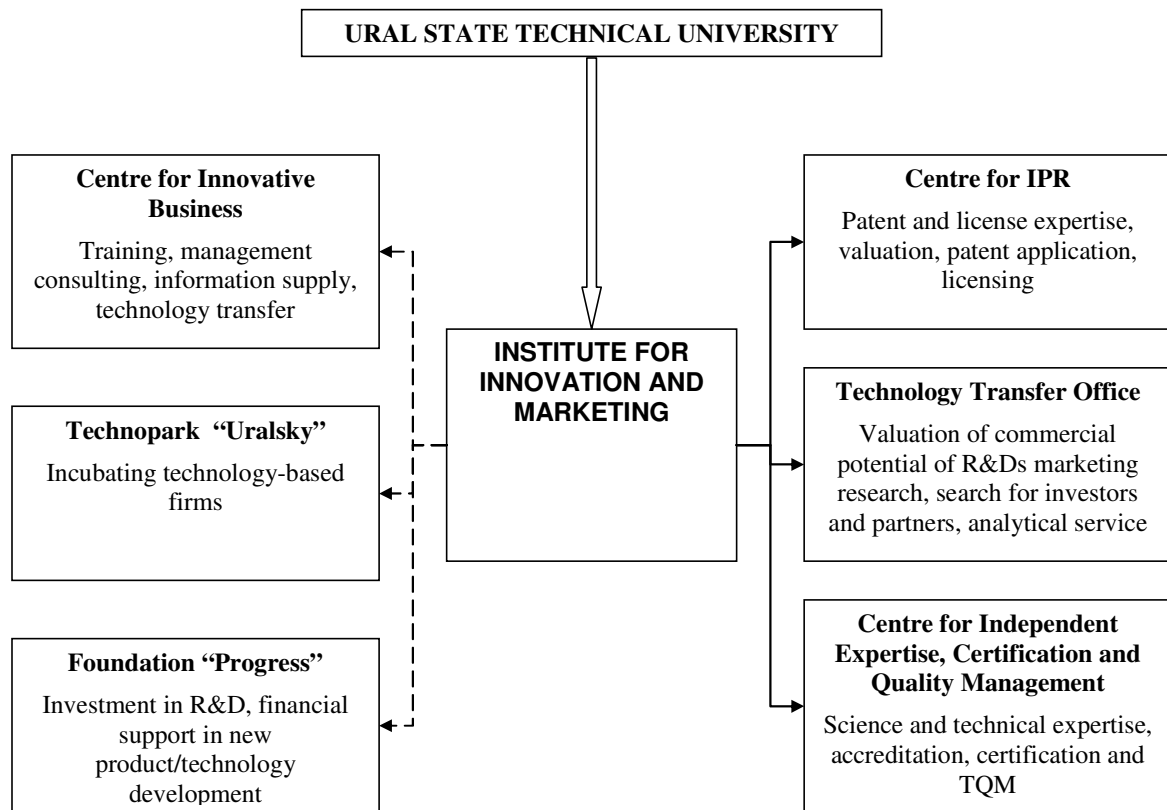 URAL STATE TECHNICAL UNIVERSITY
Centre for Innovative
Business
Training, management
consulting, information supply,
technology transfer
Technopark “Uralsky”
Incubating technology-based
firms
Foundation “Progress”
Investment in R&D, financial
support in new
product/technology
development
INSTITUTE FOR
INNOVATION AND
MARKETING
Centre for IPR
Patent and license expertise,
valuation, patent application,
licensing
Technology Transfer Office
Valuation of commercial
potential of R&Ds marketing
research, search for investors
and partners, analytical service
Centre for Independent
Expertise, Certification and
Quality Management
Science and technical expertise,
accreditation, certification and
TQM